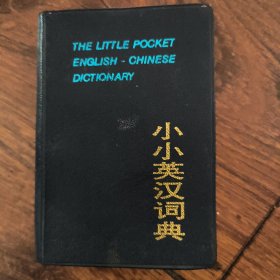 THE LITTLE POCKET
ENGLISH - CHINESE
DICTIONARY
小小英汉词典